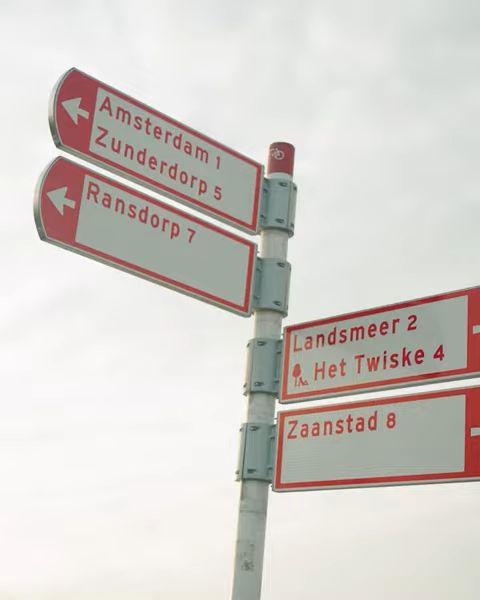 Amsterdam 1
Zunderdorp 5
Ransdorp 7
Landsmeer 2
Het Twiske 4
Zaanstad 8